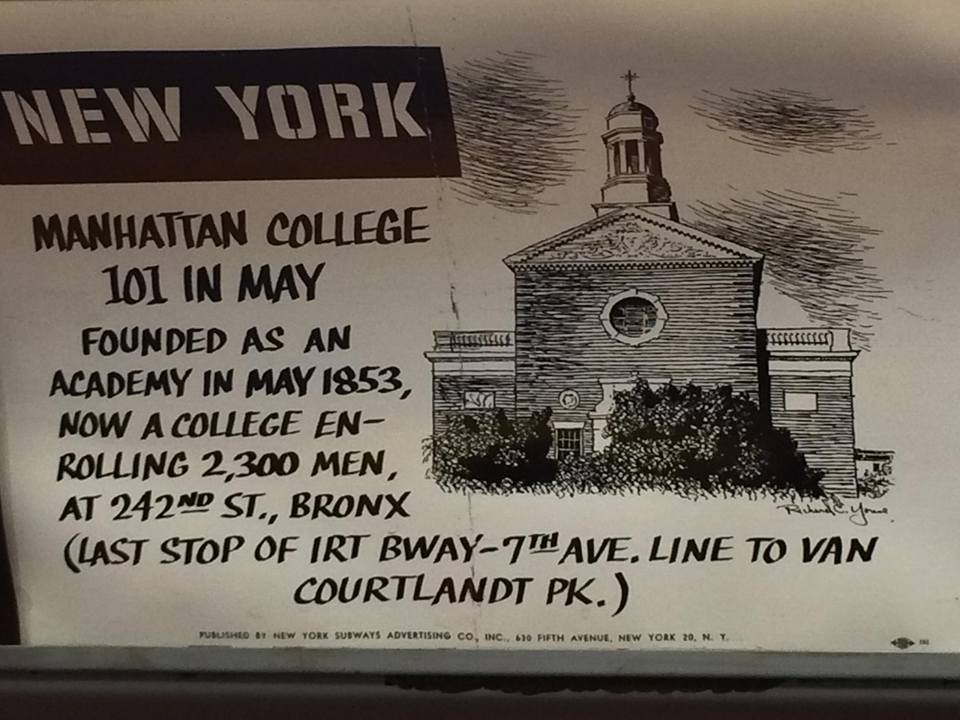 NEW YORK
MANHATTAN COLLEGE
101 IN MAY
FOUNDED AS AN
ACADEMY IN MAY 1853,
NOW A COLLEGE EN-
ROLLING 2,300 MEN,
AT 242ND ST., BRONX
(LAST STOP OF IRT BWAY-7TH AVE. LINE TO VAN
COURTLANDT PK.)
PUBLISHED BY NEW YORK SUBWAYS ADVERTISING CO., INC., 630 FIFTH AVENUE, NEW YORK 20, N. Y.